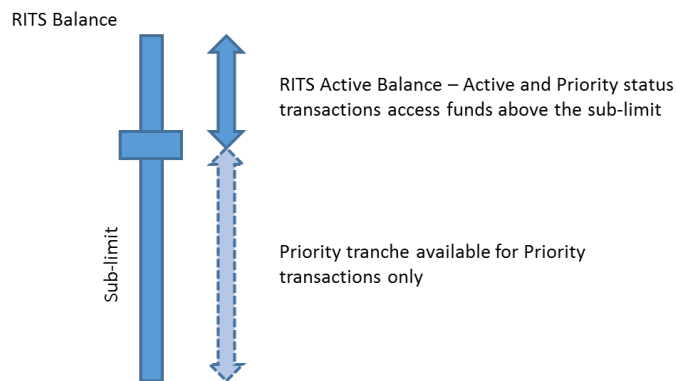 RITS Balance
RITS Active Balance – Active and Priority status
transactions access funds above the sub-limit
Sub-limit
Priority tranche available for Priority
transactions only